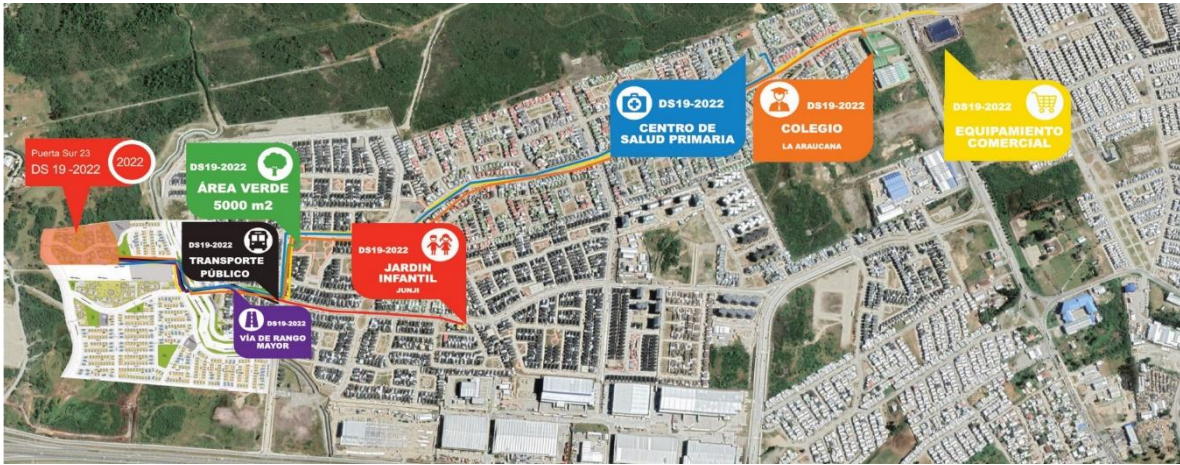 Puerta Sur 23
DS 19 -2022
2022
DS19-2022
ÁREA VERDE
5000 m2
DS19-2022
TRANSPORTE
PÚBLICO
DS19-2022
VÍA DE RANGO
MAYOR
DS19-2022
JARDIN
INFANTIL
JUNJI
DS19-2022
CENTRO DE
SALUD PRIMARIA
DS19-2022
COLEGIO
LA ARAUCANA
DS19-2022
EQUIPAMIENTO
COMERCIAL